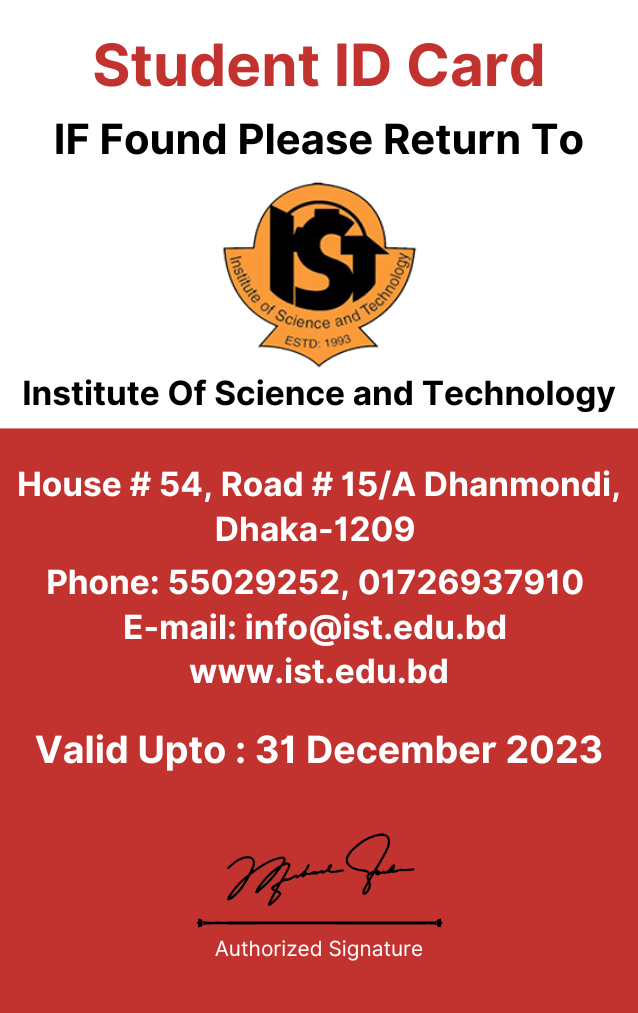 Student ID Card
IF Found Please Return To
IST
Institute of Science and Technology
ESTD: 1993
Institute Of Science and Technology
House # 54, Road # 15/A Dhanmondi,
Dhaka-1209
Phone: 55029252, 01726937910
E-mail: info@ist.edu.bd
www.ist.edu.bd
Valid Upto : 31 December 2023
Authorized Signature